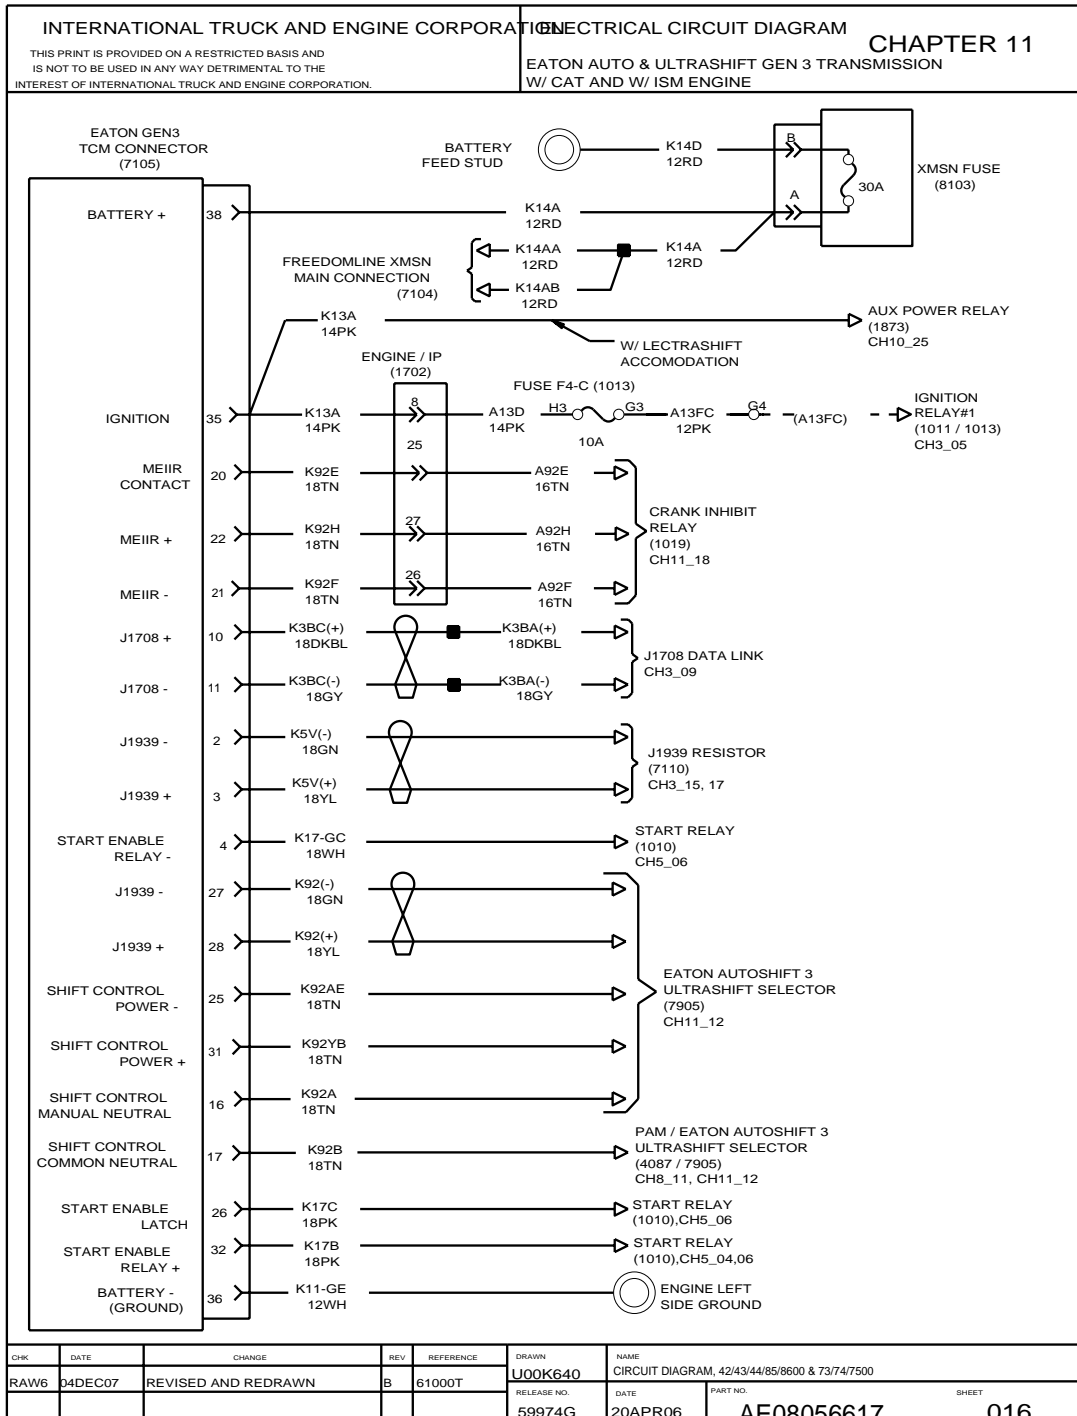 INTERNATIONAL TRUCK AND ENGINE CORPORATION
THIS PRINT IS PROVIDED ON A RESTRICTED BASIS AND
IS NOT TO BE USED IN ANY WAY DETRIMENTAL TO THE
INTEREST OF INTERNATIONAL TRUCK AND ENGINE CORPORATION.
ELECTRICAL CIRCUIT DIAGRAM
CHAPTER 11
EATON AUTO & ULTRASHIFT GEN 3 TRANSMISSION
W/ CAT AND W/ ISM ENGINE
EATON GEN3
TCM CONNECTOR
(7105)
BATTERY
FEED STUD
K14D
12RD
B
A
30A
XMSN FUSE
(8103)
BATTERY +
38
K14A
12RD
FREEDOMLINE XMSN
MAIN CONNECTION
(7104)
K14AA
12RD
K14AB
12RD
K14A
12RD
K13A
14PK
AUX POWER RELAY
(1873)
CH10_25
W/ LECTRASHIFT
ACCOMODATION
ENGINE / IP
(1702)
FUSE F4-C (1013)
IGNITION
35
K13A
14PK
8
A13D
14PK
H3
G3
10A
A13FC
12PK
G4
(A13FC)
IGNITION
RELAY#1
(1011 / 1013)
CH3_05
MEIIR
CONTACT
20
K92E
18TN
25
A92E
16TN
MEIIR +
22
K92H
18TN
27
A92H
16TN
CRANK INHIBIT
RELAY
(1019)
CH11_18
MEIIR -
21
K92F
18TN
26
A92F
16TN
J1708 +
10
K3BC(+)
18DKBL
K3BA(+)
18DKBL
J1708 DATA LINK
CH3_09
J1708 -
11
K3BC(-)
18GY
K3BA(-)
18GY
J1939 -
2
K5V(-)
18GN
J1939 RESISTOR
(7110)
CH3_15, 17
J1939 +
3
K5V(+)
18YL
START ENABLE
RELAY -
4
K17-GC
18WH
START RELAY
(1010)
CH5_06
J1939 -
27
K92(-)
18GN
J1939 +
28
K92(+)
18YL
SHIFT CONTROL
POWER -
25
K92AE
18TN
EATON AUTOSHIFT 3
ULTRASHIFT SELECTOR
(7905)
CH11_12
SHIFT CONTROL
POWER +
31
K92YB
18TN
SHIFT CONTROL
MANUAL NEUTRAL
16
K92A
18TN
SHIFT CONTROL
COMMON NEUTRAL
17
K92B
18TN
PAM / EATON AUTOSHIFT 3
ULTRASHIFT SELECTOR
(4087 / 7905)
CH8_11, CH11_12
START ENABLE
LATCH
26
K17C
18PK
START RELAY
(1010),CH5_06
START ENABLE
RELAY +
32
K17B
18PK
START RELAY
(1010),CH5_04,06
BATTERY -
(GROUND)
36
K11-GE
12WH
ENGINE LEFT
SIDE GROUND
CHK DATE CHANGE REV REFERENCE
RAW6 04DEC07 REVISED AND REDRAWN B 61000T
DRAWN
U00K640
NAME
CIRCUIT DIAGRAM, 42/43/44/85/8600 & 73/74/7500
RELEASE NO.
59974G
DATE
20APR06
PART NO.
AE08056617
SHEET
016